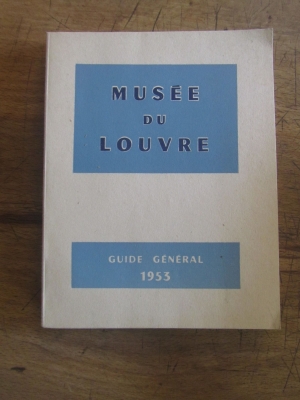 MUSÉE
DU
LOUVRE
GUIDE GÉNÉRAL
1953